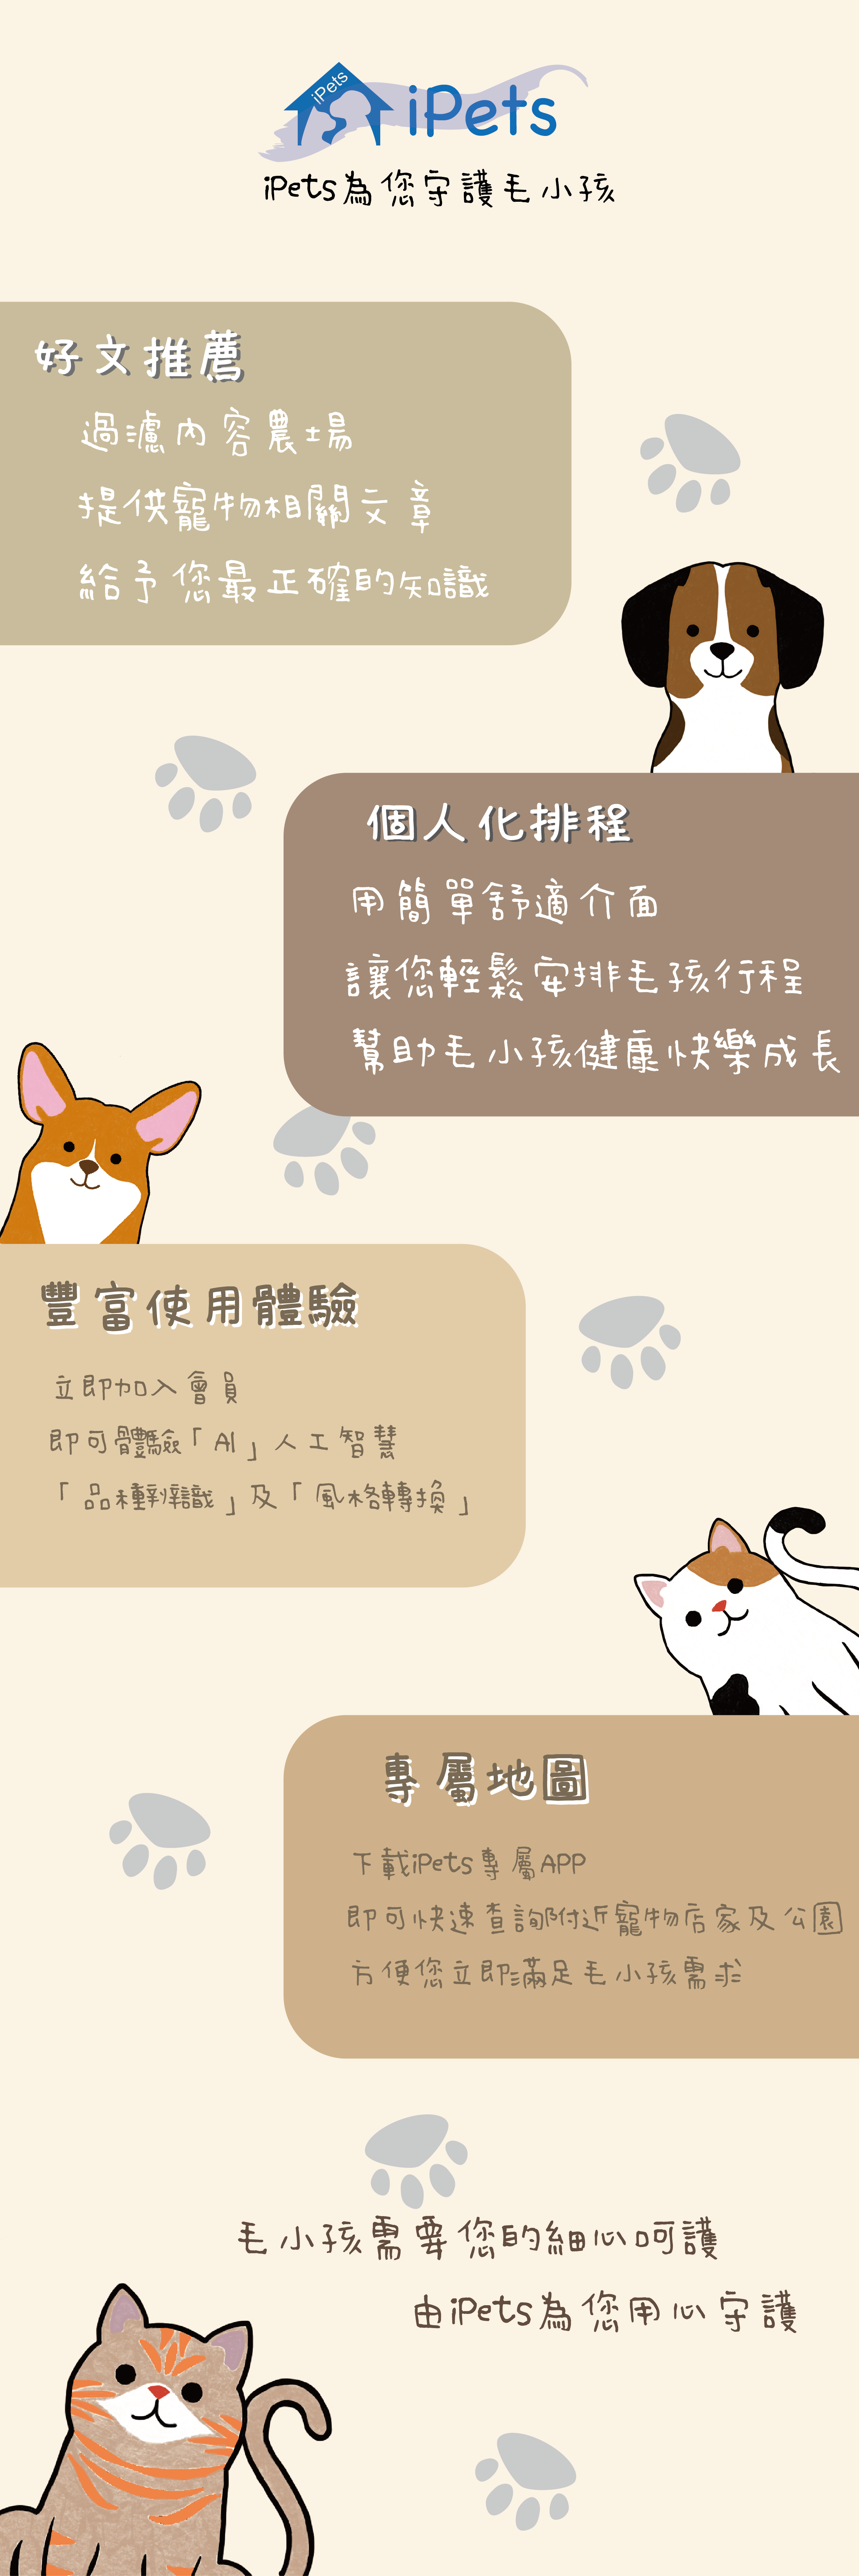 iPets
iPets
iPets為您守護毛小孩
好文推薦
過濾內容農場
提供寵物相關文章
給予您最正確的知識
個人化排程
用簡單舒適介面
讓您輕鬆安排毛孩行程
幫助毛小孩健康快樂成長
豐富使用體驗
立即加入會員
即可體驗「AI」人工智慧
「品種辨識」及「風格轉換」
專屬地圖
下載iPets專屬APP
即可快速查詢附近寵物店家及公園
方便您立即滿足毛小孩需求
毛小孩需要您的細心呵護
由iPets為您用心守護